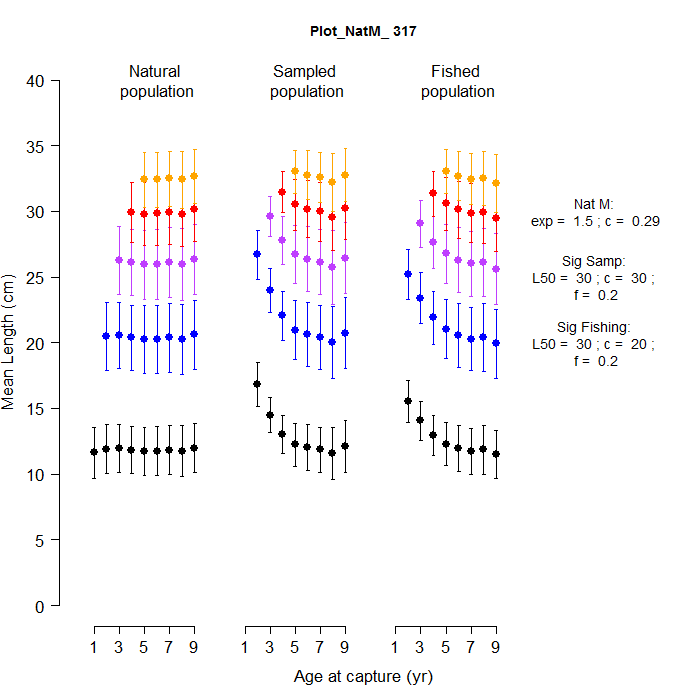 Plot_NatM_ 317
Natural
population
Sampled
population
Fished
population
40
35
30
25
20
15
10
5
0
Mean Length (cm)
1 3 5 7 9
1 3 5 7 9
1 3 5 7 9
Age at capture (yr)
Nat M:
exp =  1.5 ; c =  0.29
Sig Samp:
L50 =  30 ; c =  30 ;
f =  0.2
Sig Fishing:
L50 =  30 ; c =  20 ;
f =  0.2